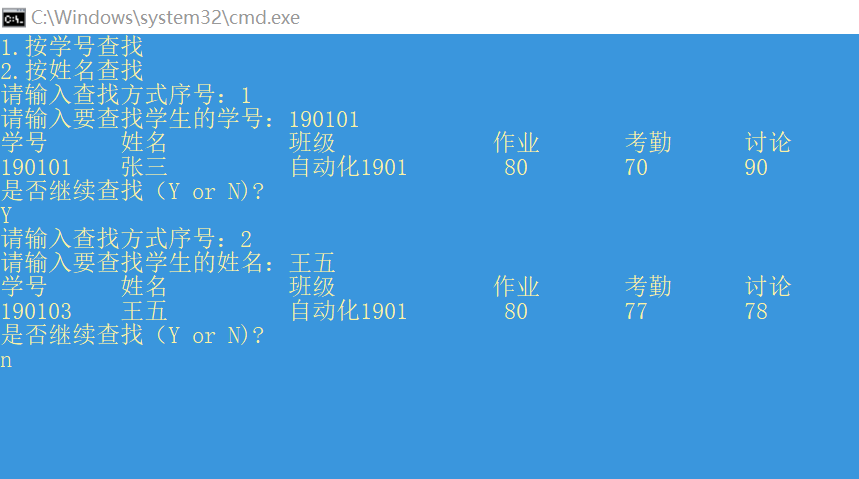 C:\Windows\system32\cmd.exe
1.按学号查找
2.按姓名查找
请输入查找方式序号：1
请输入要查找学生的学号：190101
学号 姓名 班级 作业 考勤 讨论
190101 张三 自动化1901 80 70 90
是否继续查找（Y or N)?
Y
请输入查找方式序号：2
请输入要查找学生的姓名：王五
学号 姓名 班级 作业 考勤 讨论
190103 王五 自动化1901 80 77 78
是否继续查找（Y or N)?
n